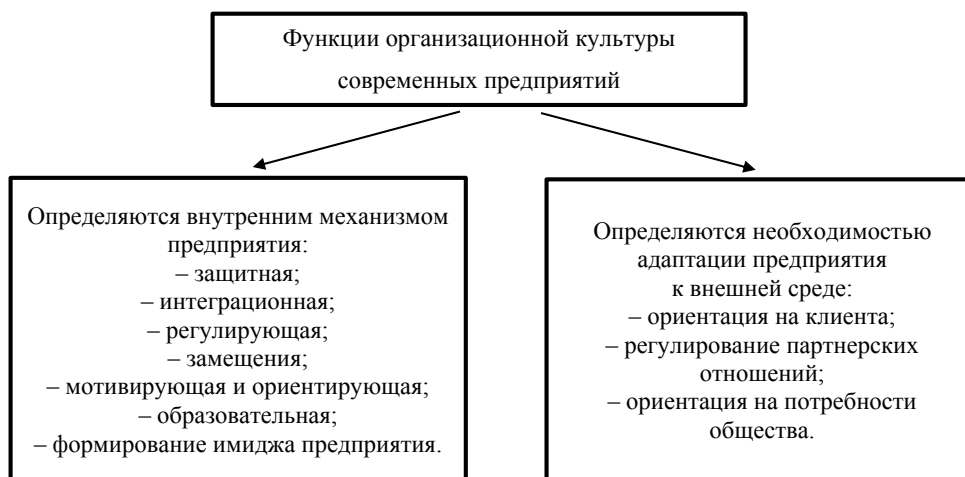 Функции организационной культуры
современных предприятий
Определяются внутренним механизмом
предприятия:
– защитная;
– интеграционная;
– регулирующая;
– замещения;
– мотивирующая и ориентирующая;
– образовательная;
– формирование имиджа предприятия.
Определяются необходимостью
адаптации предприятия
к внешней среде:
– ориентация на клиента;
– регулирование партнерских
отношений;
– ориентация на потребности
общества.